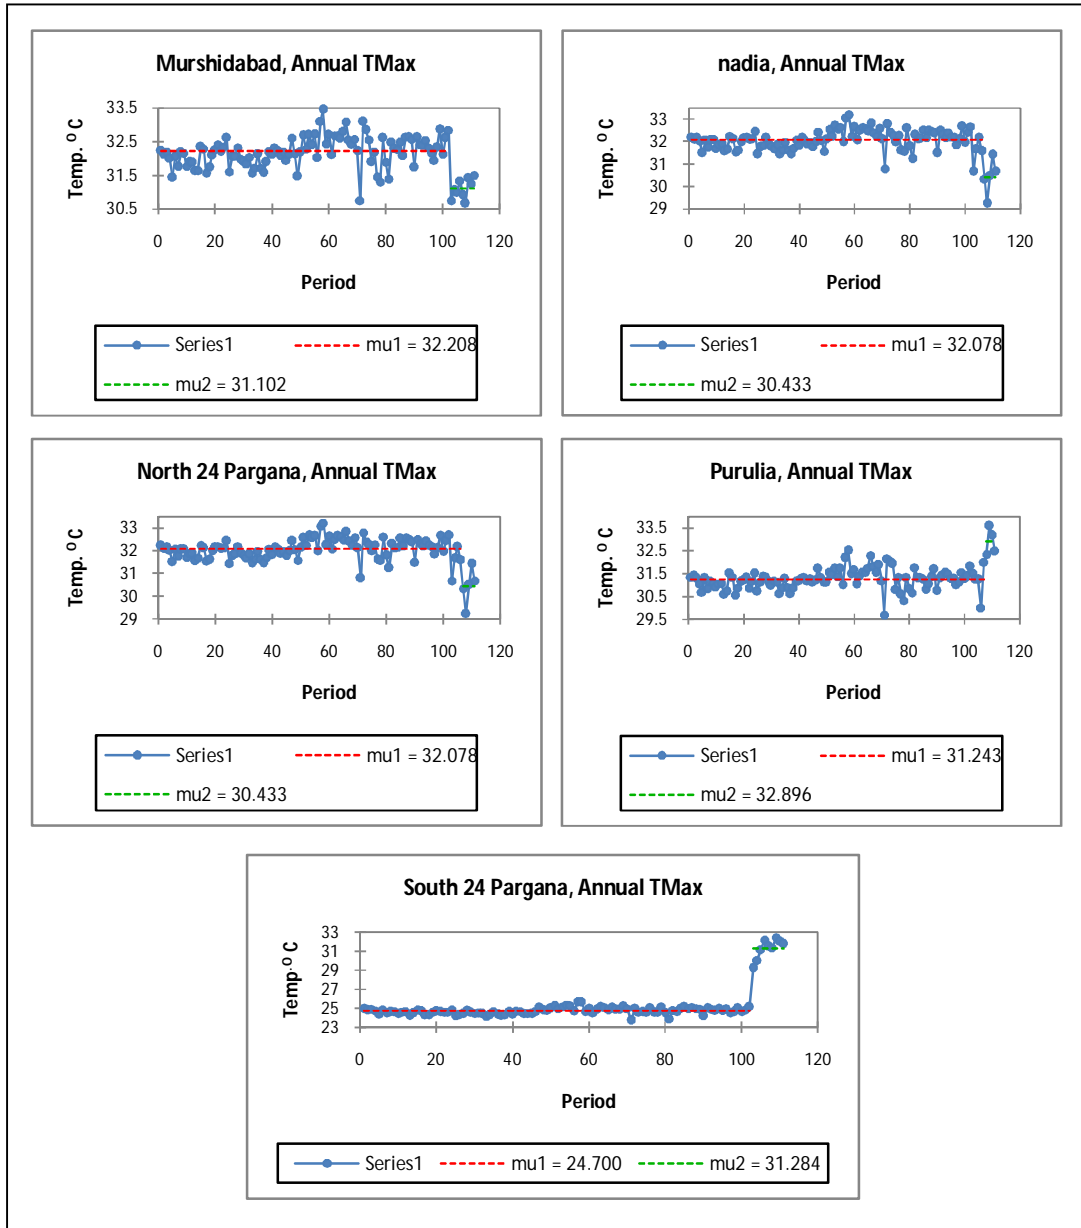 Murshidabad, Annual TMax
Temp. ⁰ C
33.5
32.5
31.5
30.5
0 20 40 60 80 100 120
Period
Series1 mu1 = 32.208
mu2 = 31.102
nadia, Annual TMax
Temp. ⁰ C
33
32
31
30
29
0 20 40 60 80 100 120
Period
Series1 mu1 = 32.078
mu2 = 30.433
North 24 Pargana, Annual TMax
Temp. ⁰ C
33
32
31
30
29
0 20 40 60 80 100 120
Period
Series1 mu1 = 32.078
mu2 = 30.433
Purulia, Annual TMax
Temp. ⁰ C
33.5
32.5
31.5
30.5
29.5
0 20 40 60 80 100 120
Period
Series1 mu1 = 31.243
mu2 = 32.896
South 24 Pargana, Annual TMax
Temp.⁰ C
33
31
29
27
25
23
0 20 40 60 80 100 120
Period
Series1 mu1 = 24.700 mu2 = 31.284